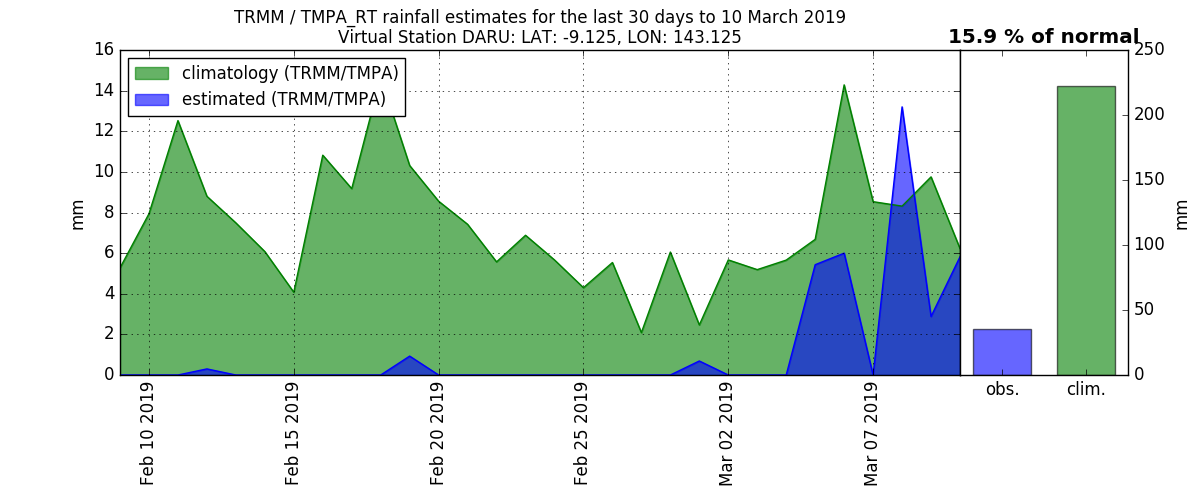 TRMM / TMPA_RT rainfall estimates for the last 30 days to 10 March 2019
Virtual Station DARU: LAT: -9.125, LON: 143.125
15.9 % of normal
climatology (TRMM/TMPA)
estimated (TRMM/TMPA)
mm
16
14
12
10
8
6
4
2
0
Feb 10 2019
Feb 15 2019
Feb 20 2019
Feb 25 2019
Mar 02 2019
Mar 07 2019
obs.
clim.
250
200
150
100
50
0
mm